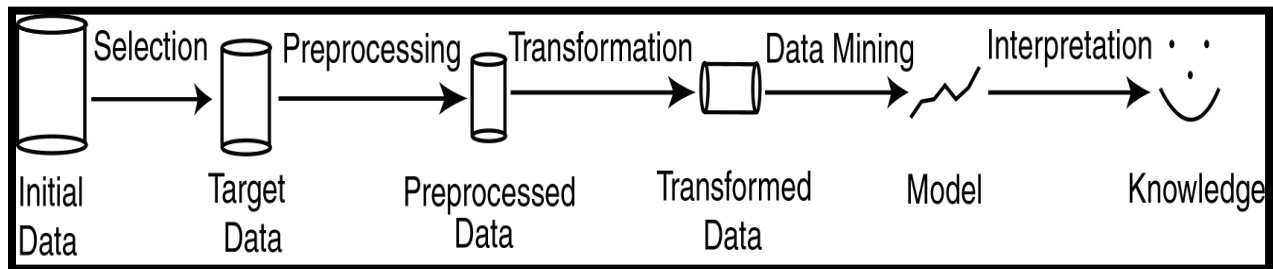 Selection
Preprocessing
Transformation
Data Mining
Interpretation
Initial
Data
Target
Data
Preprocessed
Data
Transformed
Data
Model
Knowledge